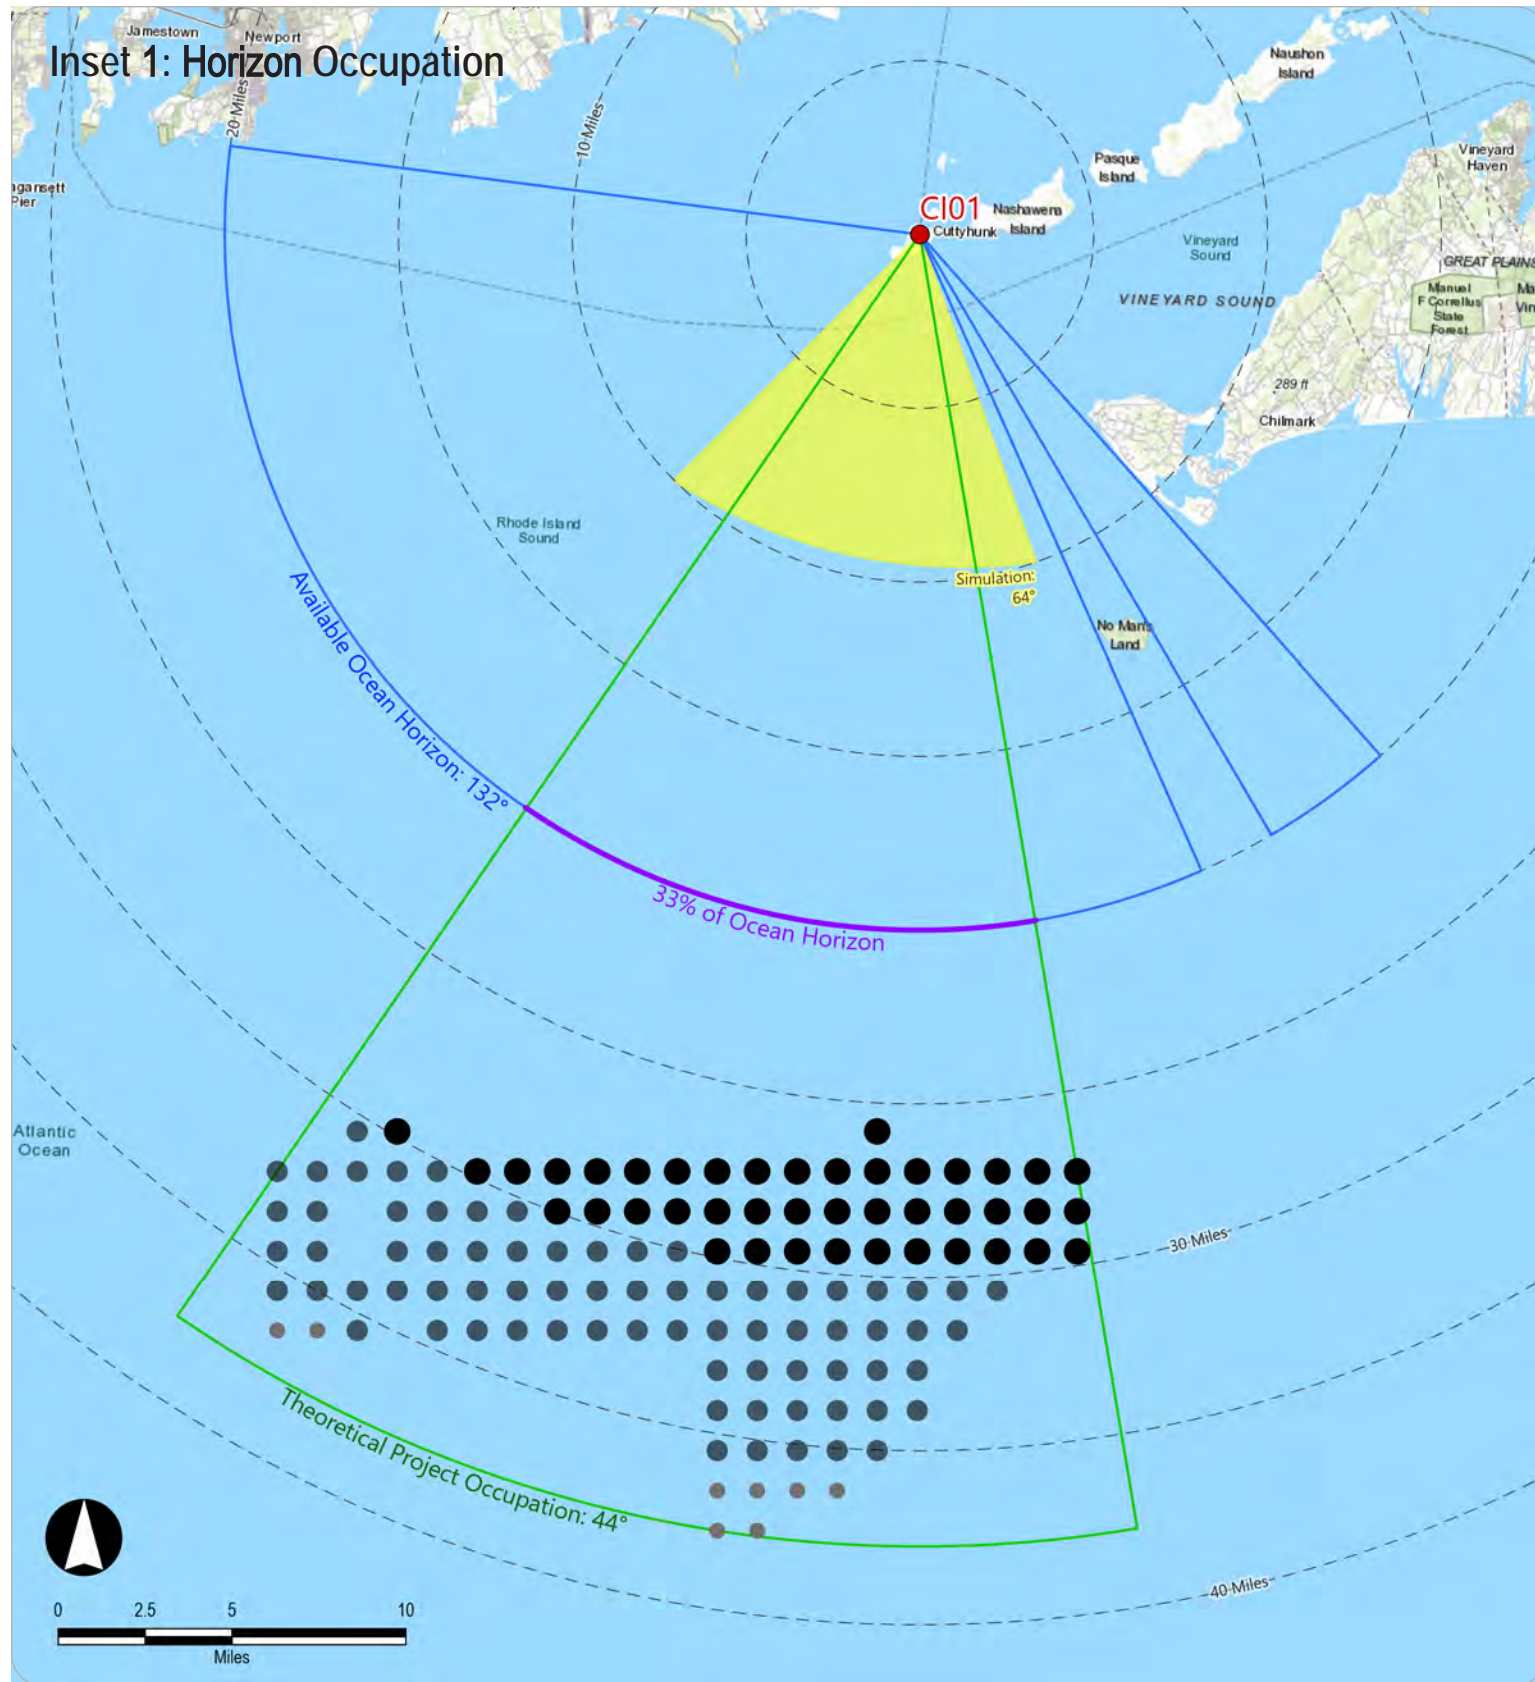 Jamestown
Newport
Inset 1: Horizon Occupation
Naushon
Island
20 Miles
10 Miles
Vineyard
Haven
Pasque
Island
agansett
Pier
CI01
Nashawena
Island
Cuttyhunk
Vineyard
Sound
GREAT PLAINS
VINEYARD SOUND
Manuel
F Correllus
State
Forest
Ma
Vin
289 ft
Chilmark
Rhode Island
Sound
Simulation:
64°
No Mans
Land
Available Ocean Horizon: 132°
33% of Ocean Horizon
Atlantic
Ocean
30 Miles
Theoretical Project Occupation: 44°
40 Miles
0 2.5 5 10
Miles